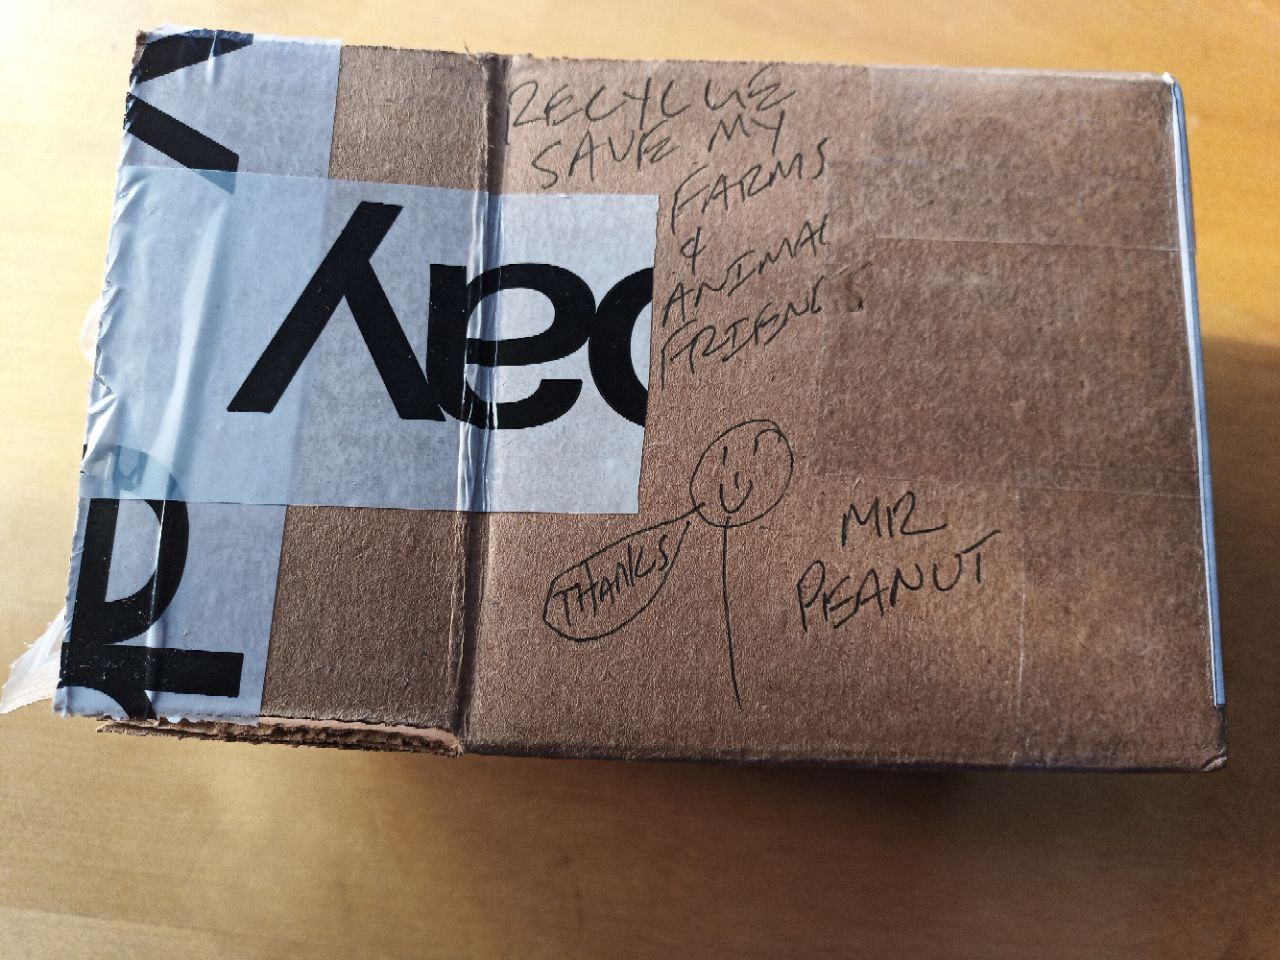 RECYCLE
SAVE MY
FARMS
&
ANIMAL
FRIENDS
THANKS
MR
PEANUT